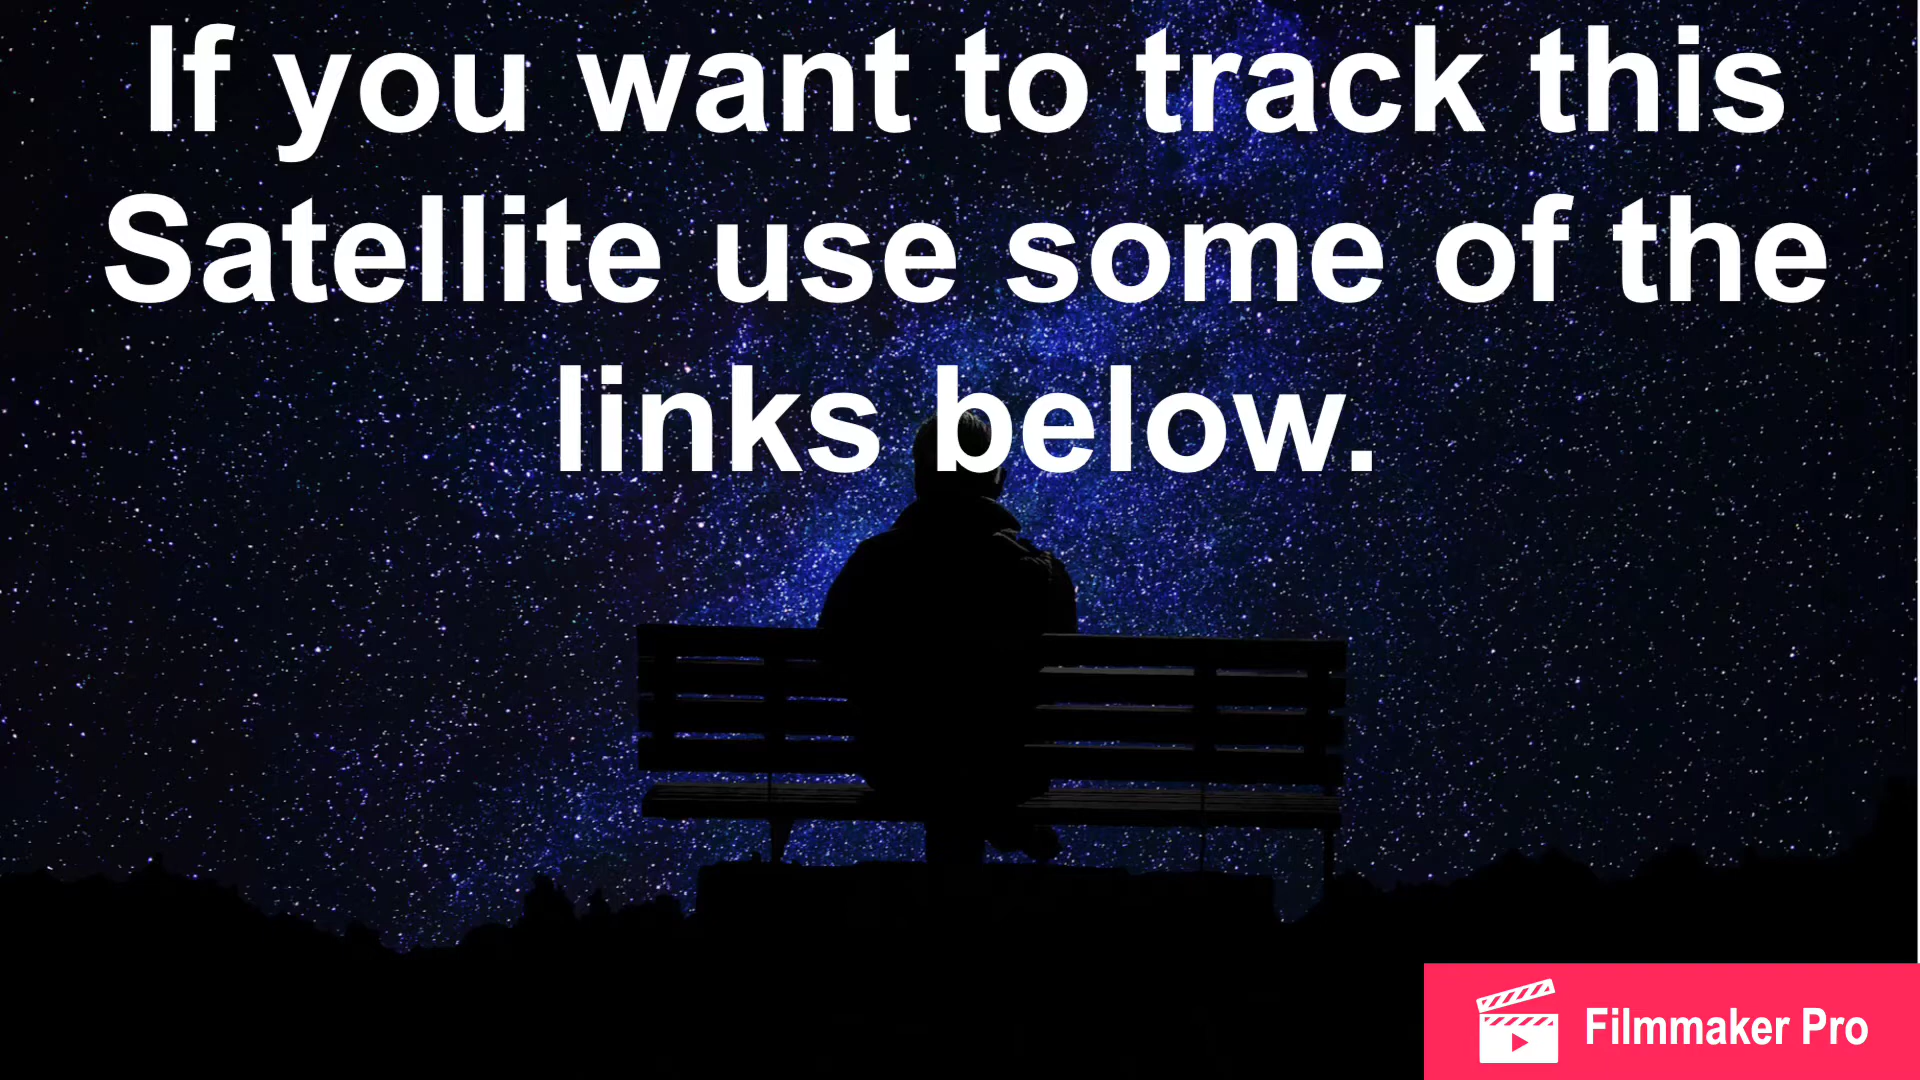 If you want to track this
Satellite use some of the
links below.
Filmmaker Pro